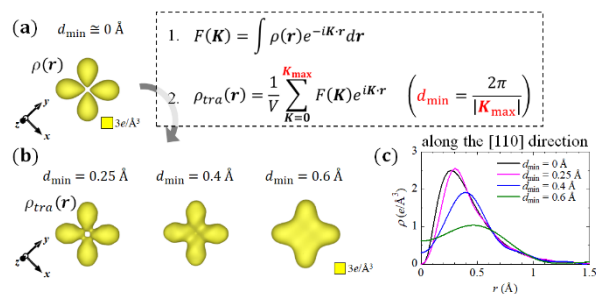 (a) d_min ≅ 0 Å
ρ(r)
y
z
x
3e/Å³
1. F(K) = ∫ ρ(r)e^{-iK·r}dr
2. ρ_tra(r) = 1/V ∑_{K=0}^{K_max} F(K)e^{iK·r} (d_min = 2π/|K_max|)
(b) d_min = 0.25 Å d_min = 0.4 Å d_min = 0.6 Å
ρ_tra(r)
y
z
x
3e/Å³
along the [110] direction
(c)
d_min = 0 Å
d_min = 0.25 Å
d_min = 0.4 Å
d_min = 0.6 Å
ρ (e/Å³)
3
2
1
0
0 0.5 1 1.5
r (Å)